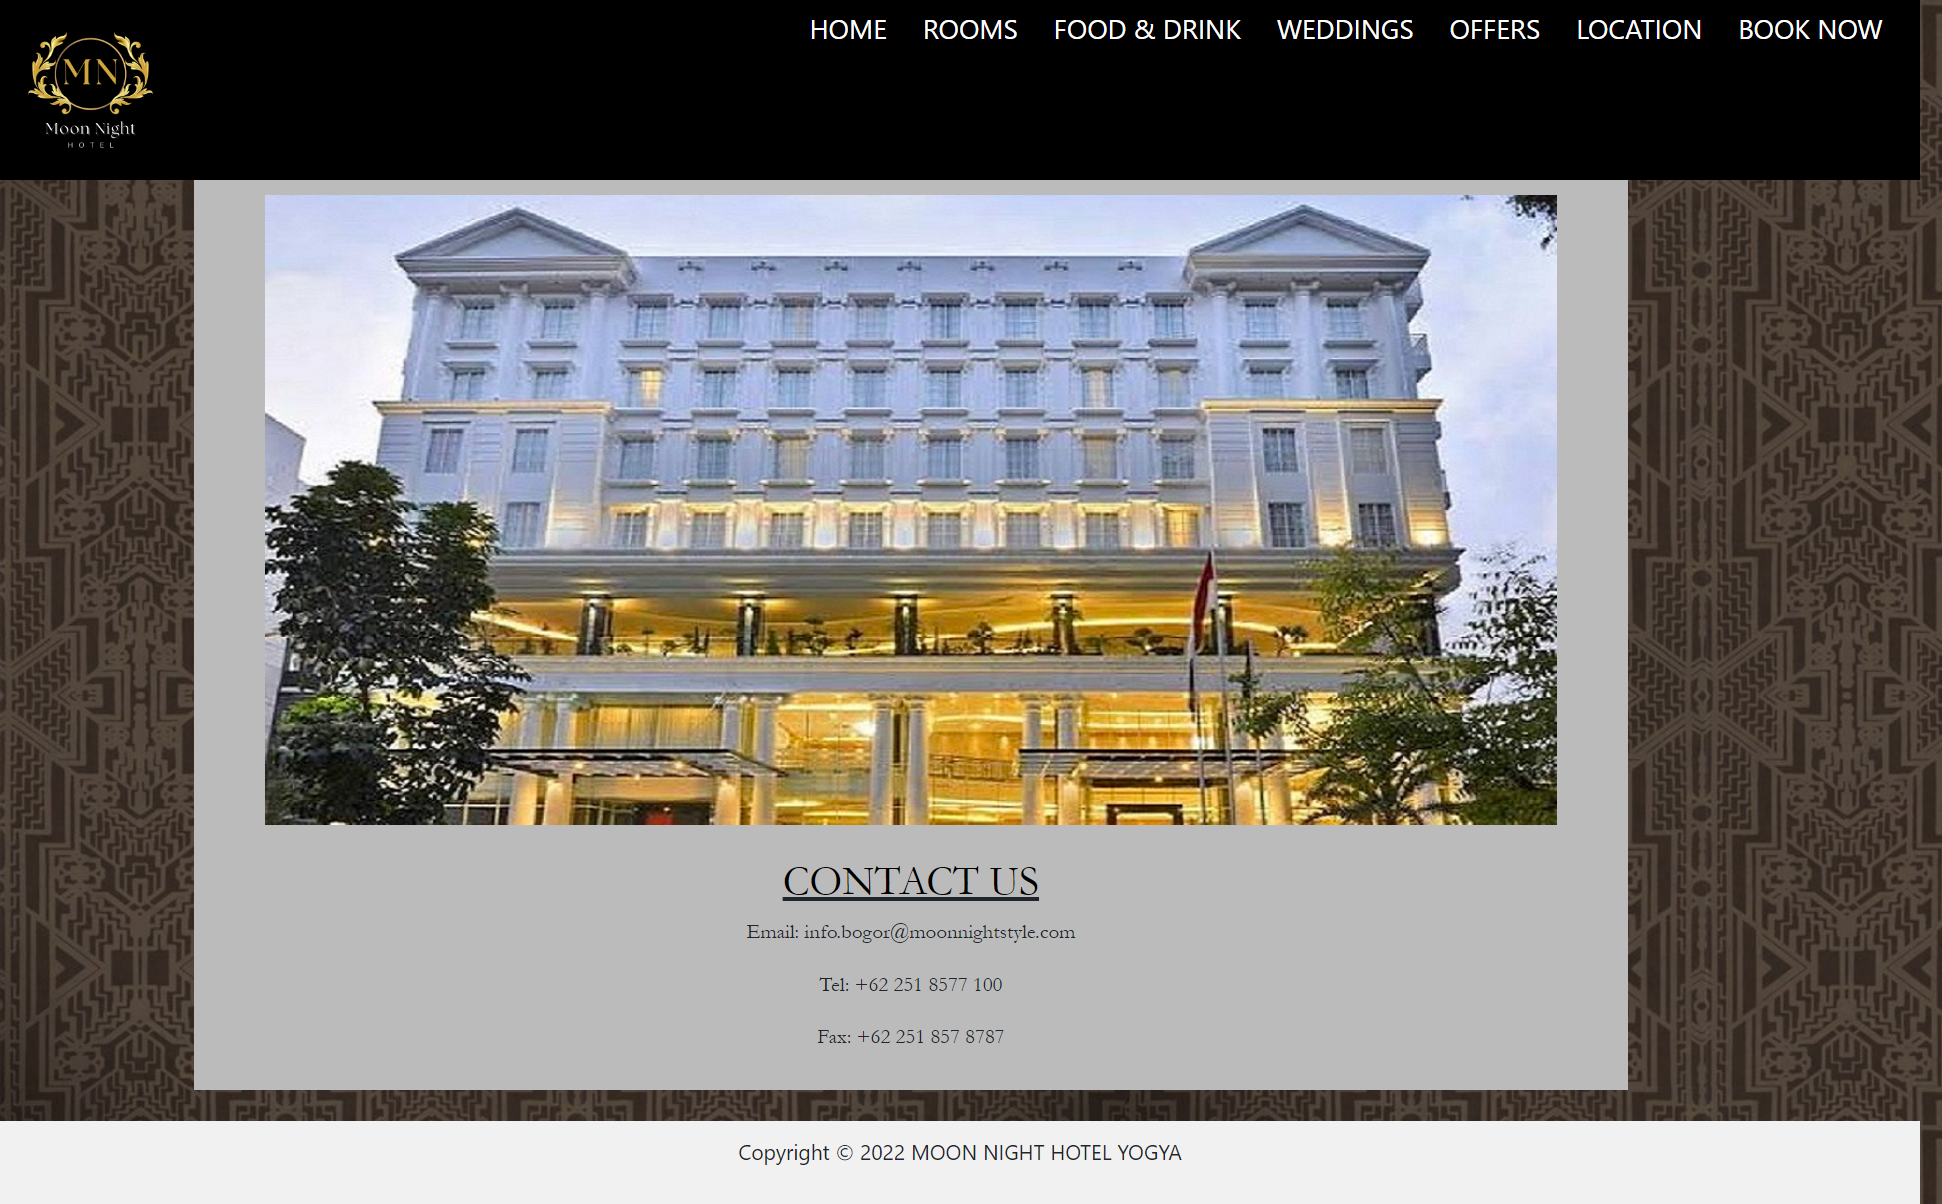 MN
Moon Night
HOTEL
HOME ROOMS FOOD & DRINK WEDDINGS OFFERS LOCATION BOOK NOW
CONTACT US
Email: info.bogor@moonnightstyle.com
Tel: +62 251 8577 100
Fax: +62 251 857 8787
Copyright © 2022 MOON NIGHT HOTEL YOGYA